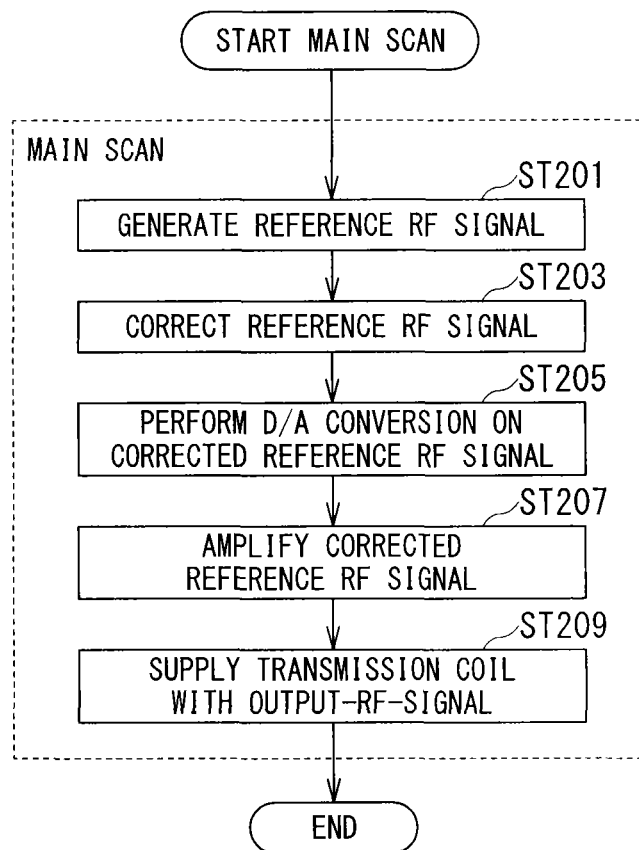 START MAIN SCAN
MAIN SCAN
ST201
GENERATE REFERENCE RF SIGNAL
ST203
CORRECT REFERENCE RF SIGNAL
ST205
PERFORM D/A CONVERSION ON
CORRECTED REFERENCE RF SIGNAL
ST207
AMPLIFY CORRECTED
REFERENCE RF SIGNAL
ST209
SUPPLY TRANSMISSION COIL
WITH OUTPUT-RF-SIGNAL
END